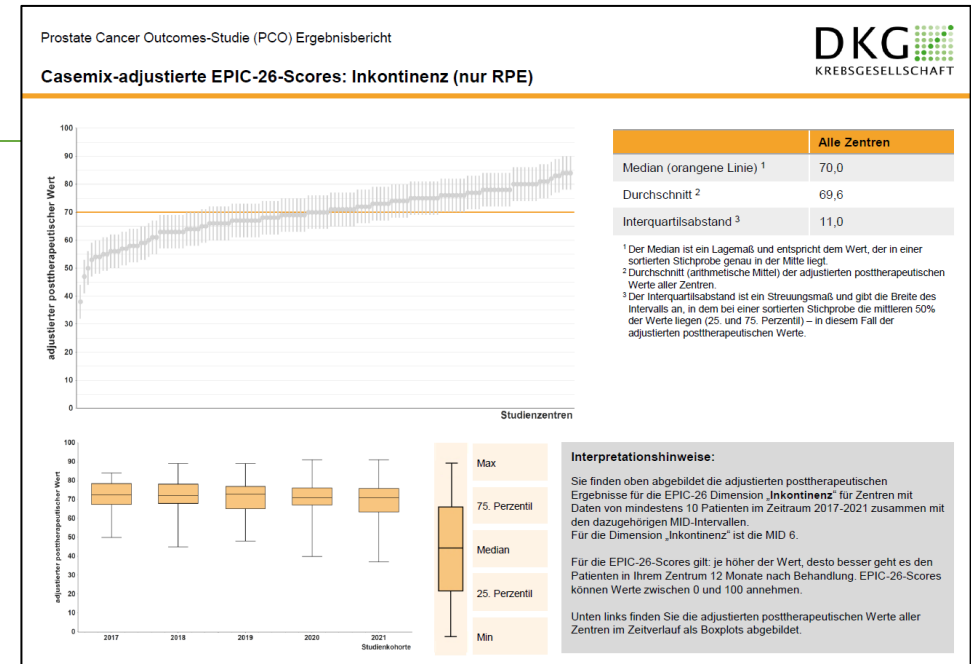 Prostate Cancer Outcomes-Studie (PCO) Ergebnisbericht
Casemix-adjustierte EPIC-26-Scores: Inkontinenz (nur RPE)
DKG
KREBSGESELLSCHAFT
adjustierter posttherapeutischer Wert
100
90
80
70
60
50
40
30
20
10
0
Studienzentren
Alle Zentren
Median (orangene Linie) 1 70,0
Durchschnitt 2 69,6
Interquartilsabstand 3 11,0
1 Der Median ist ein Lagemaß und entspricht dem Wert, der in einer
sortierten Stichprobe genau in der Mitte liegt.
2 Durchschnitt (arithmetische Mittel) der adjustierten posttherapeutischen
Werte aller Zentren.
3 Der Interquartilsabstand ist ein Streuungsmaß und gibt die Breite des
Intervalls an, in dem bei einer sortierten Stichprobe die mittleren 50%
der Werte liegen (25. und 75. Perzentil) – in diesem Fall der
adjustierten posttherapeutischen Werte.
adjustierter posttherapeutischer Wert
100
90
80
70
60
50
40
30
20
10
0
2017 2018 2019 2020 2021
Studienkohorte
Max
75. Perzentil
Median
25. Perzentil
Min
Interpretationshinweise:
Sie finden oben abgebildet die adjustierten posttherapeutischen
Ergebnisse für die EPIC-26 Dimension „Inkontinenz“ für Zentren mit
Daten von mindestens 10 Patienten im Zeitraum 2017-2021 zusammen mit
den dazugehörigen MID-Intervallen.
Für die Dimension „Inkontinenz“ ist die MID 6.
Für die EPIC-26-Scores gilt: je höher der Wert, desto besser geht es den
Patienten in Ihrem Zentrum 12 Monate nach Behandlung. EPIC-26-Scores
können Werte zwischen 0 und 100 annehmen.
Unten links finden Sie die adjustierten posttherapeutischen Werte aller
Zentren im Zeitverlauf als Boxplots abgebildet.